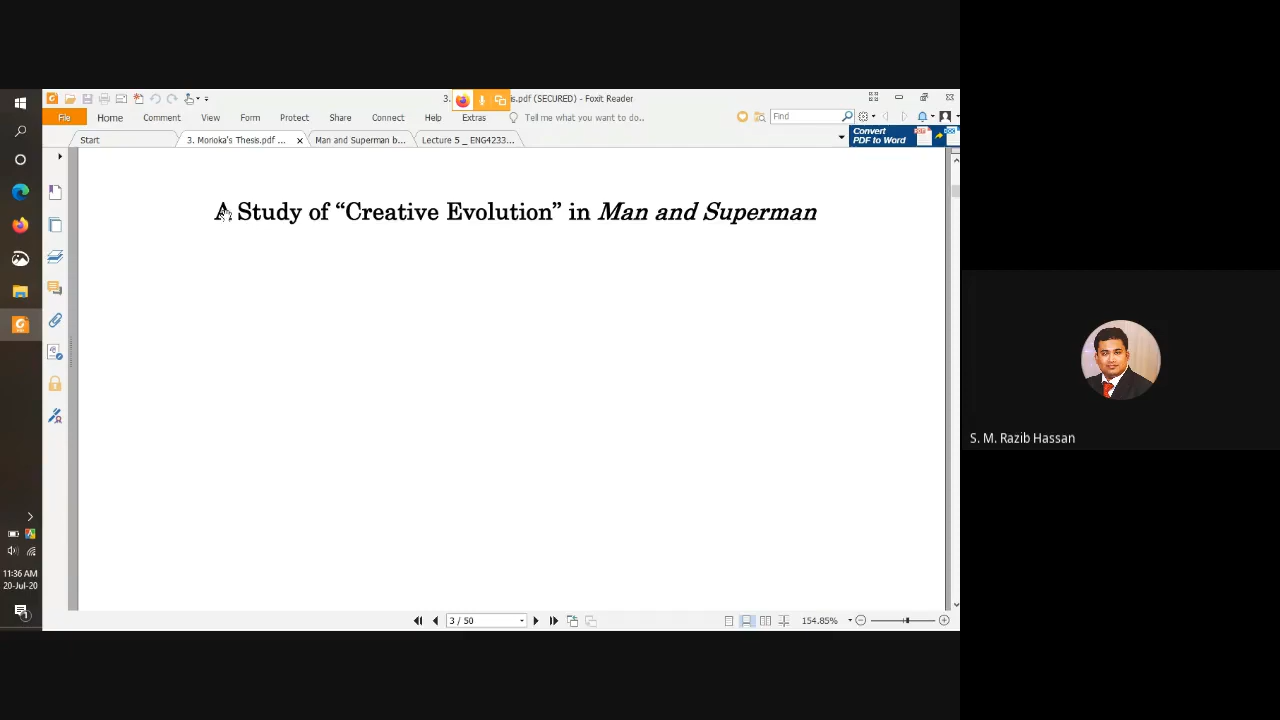 3. is.pdf (SECURED) - Foxit Reader
File Home Comment View Form Protect Share Connect Help Extras Tell me what you want to do.. Find
Start 3. Morioka's Thesis.pdf ... Man and Superman b... Lecture 5 _ ENG4233... Convert
PDF to Word
A Study of “Creative Evolution” in Man and Superman
S. M. Razib Hassan
11:36 AM
20-Jul-20
3 / 50 154.85%